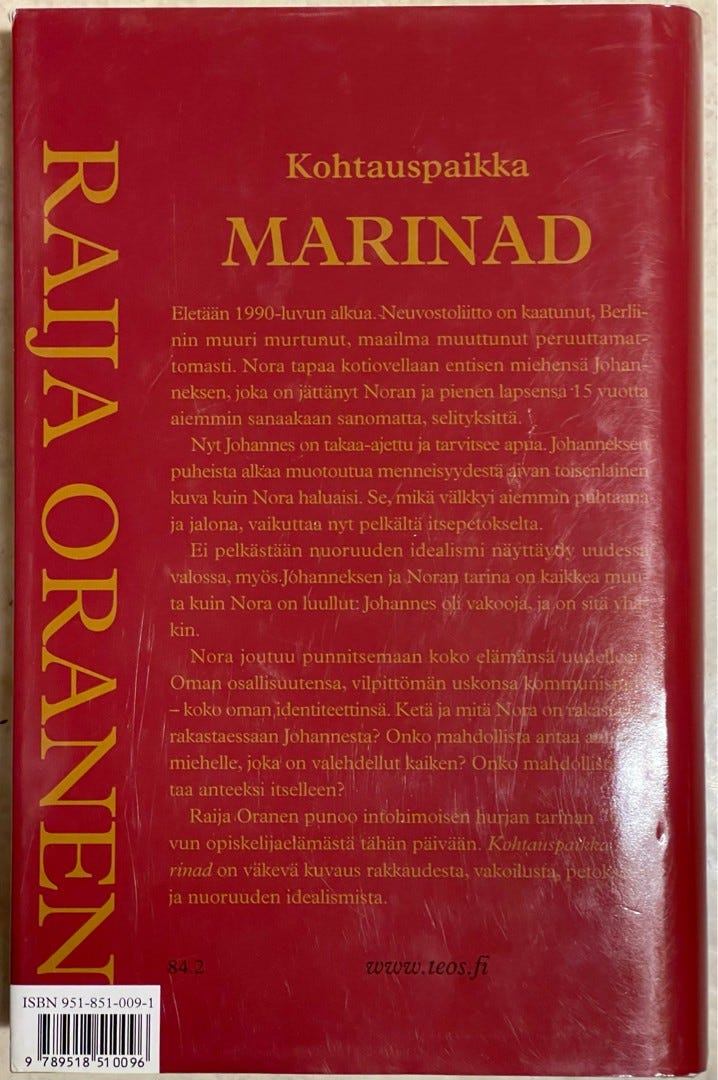 RAIJA ORANEN
Kohtauspaikka
MARINAD
Eletään 1990-luvun alkua. Neuvostoliitto on kaatunut, Berlii-
nin muuri murtunut, maailma muuttunut peruuttamat-
tomasti. Nora tapaa kotiovellaan entisen miehensä Johan-
neksen, joka on jättänyt Noran ja pienen lapsensa 15 vuotta
aiemmin sanaakaan sanomatta, selityksittä.
Nyt Johannes on takaa-ajettu ja tarvitsee apua. Johanneksen
puheista alkaa muotoutua menneisyydestä aivan toisenlainen
kuva kuin Nora haluaisi. Se, mikä välkkyi aiemmin puhtaana
ja jalona, vaikuttaa nyt pelkältä itsepetokselta.
Ei pelkästään nuoruuden idealismi näyttäydy uudessa
valossa, myös Johanneksen ja Noran tarina on kaikkea muu-
ta kuin Nora on luullut: Johannes oli vakooja, ja on sitä yhä-
kin.
Nora joutuu punnitsemaan koko elämänsä uudelleen.
Oman osallisuutensa, vilpittömän uskonsa
– koko oman identiteettinsä. Ketä ja mitä Nora on
rakastaessaan Johannesta? Onko mahdollista antaa
miehelle, joka on valehdellut kaiken? Onko mahdollista
taa anteeksi itselleen?
Raija Oranen punoo intohimoisen hurjan tarinan
vun opiskelijaelämästä tähän päivään. Kohtauspaikka
rinad on väkevä kuvaus rakkaudesta, vakoilusta,
ja nuoruuden idealismista.
84.2
www.teos.fi
ISBN 951-851-009-1
9 789518 510096